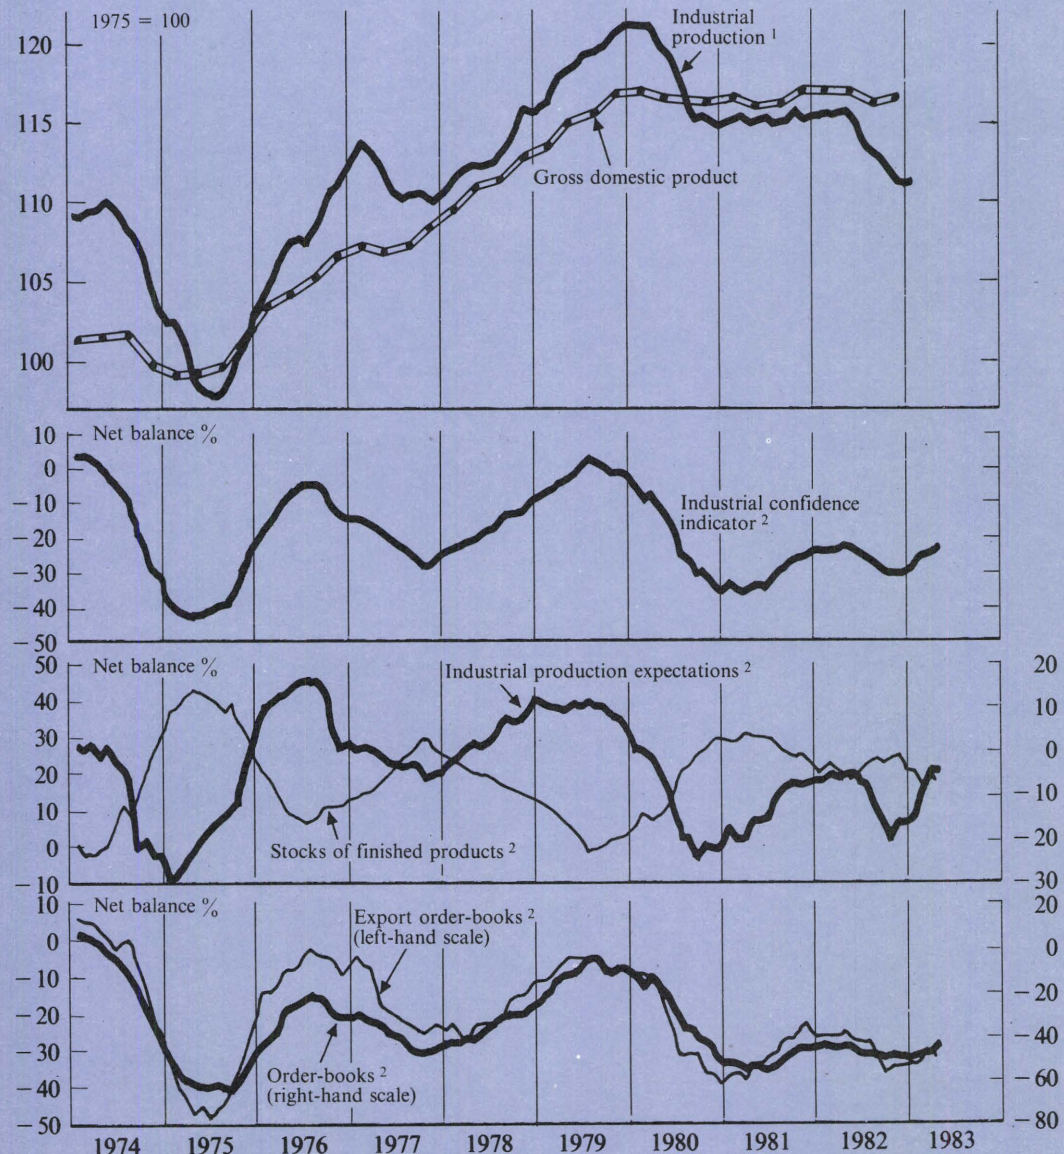 1975 = 100
120
115
110
105
100
Industrial
production ¹
Gross domestic product
Net balance %
10
0
−10
−20
−30
−40
−50
Industrial confidence
indicator ²
Net balance %
50
40
30
20
10
0
−10
Industrial production expectations ²
Stocks of finished products ²
20
10
0
−10
−20
−30
Net balance %
10
0
−10
−20
−30
−40
−50
Export order-books ²
(left-hand scale)
Order-books ²
(right-hand scale)
20
0
−20
−40
−60
−80
1974 1975 1976 1977 1978 1979 1980 1981 1982 1983